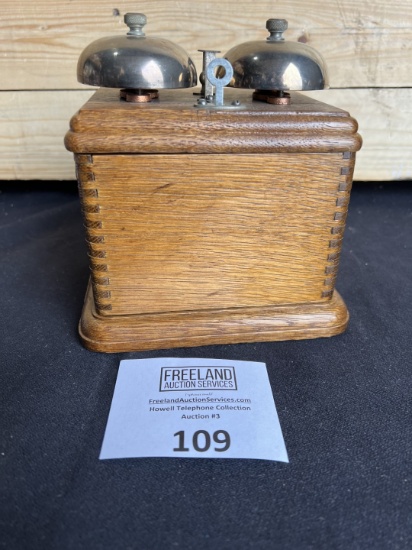 FREELAND
AUCTION SERVICES
FreelandAuctionServices.com
Howell Telephone Collection
Auction #3
109